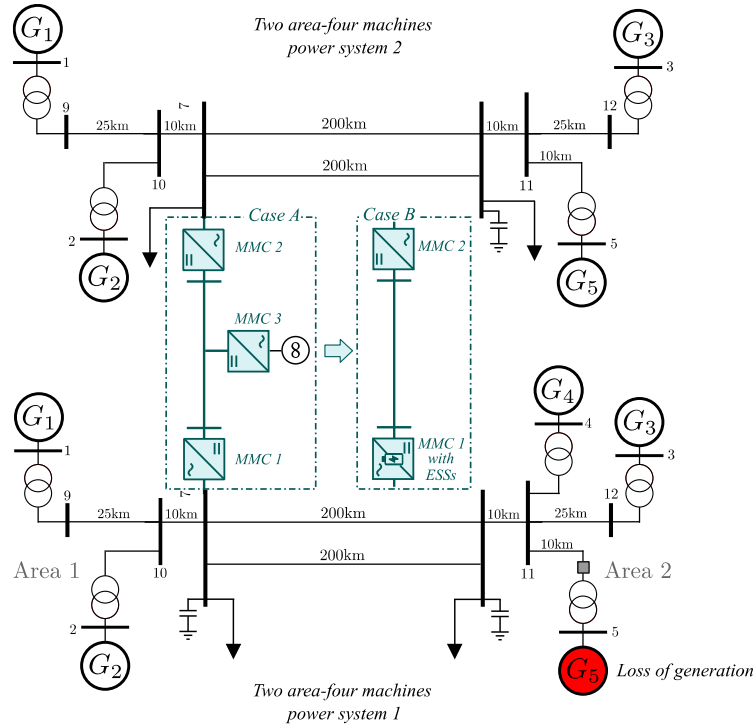 G1
Two area-four machines
power system 2
G3
1
3
9
7
12
25km
10km
200km
10km
25km
200km
10km
10
11
2
Case A
Case B
5
MMC 2
MMC 2
G2
G5
MMC 3
8
G4
G1
4
G3
MMC 1
MMC 1
with
ESSs
1
3
9
7
12
25km
10km
200km
10km
25km
10km
200km
Area 1
10
11
Area 2
2
5
G2
G5
Loss of generation
Two area-four machines
power system 1